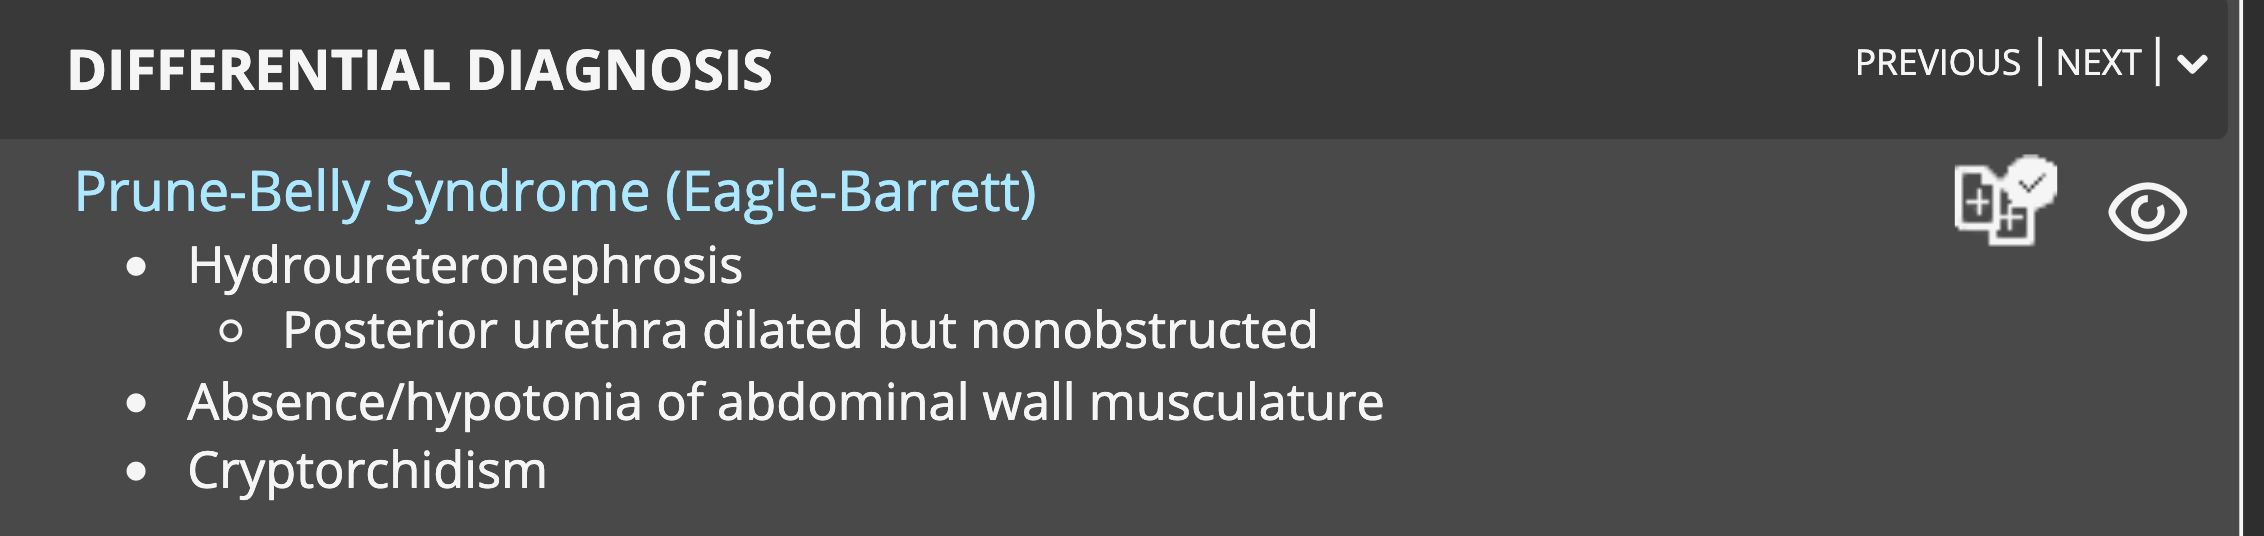 DIFFERENTIAL DIAGNOSIS
PREVIOUS | NEXT |
Prune-Belly Syndrome (Eagle-Barrett)
• Hydroureteronephrosis
○ Posterior urethra dilated but nonobstructed
• Absence/hypotonia of abdominal wall musculature
• Cryptorchidism